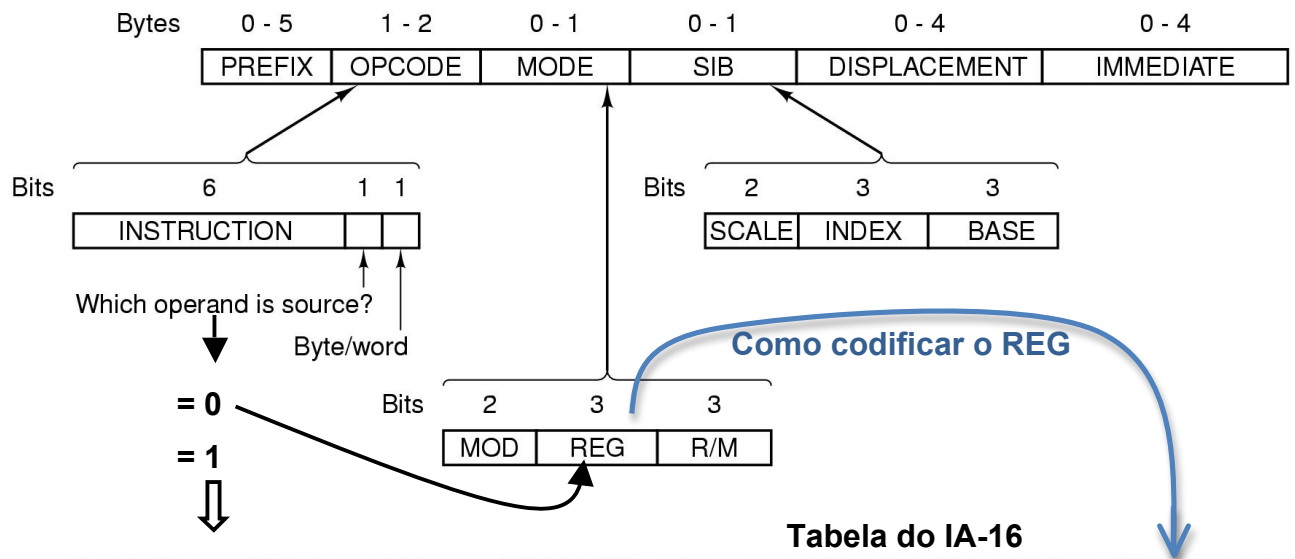 Bytes 0 - 5 1 - 2 0 - 1 0 - 1 0 - 4 0 - 4
PREFIX OPCODE MODE SIB DISPLACEMENT IMMEDIATE
Bits 6 1 1
INSTRUCTION
Bits 2 3 3
SCALE INDEX BASE
Which operand is source?
Byte/word
Como codificar o REG
= 0
= 1
Bits 2 3 3
MOD REG R/M
Tabela do IA-16